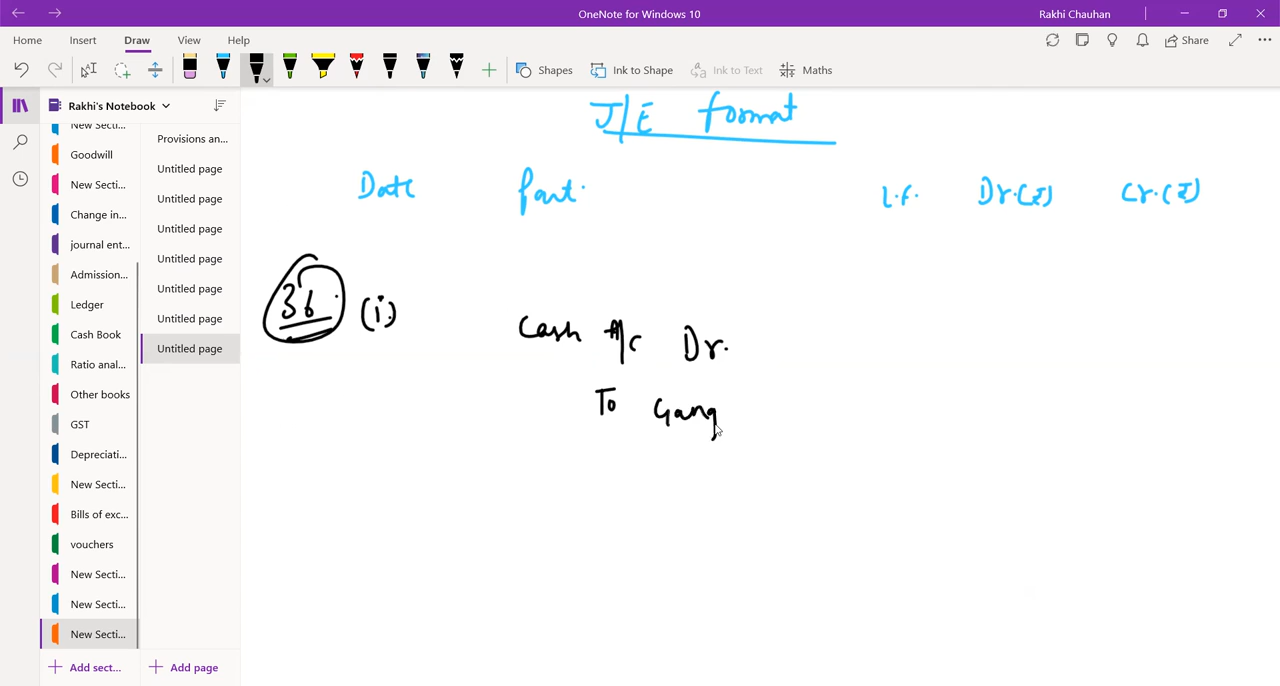 OneNote for Windows 10
Rakhi Chauhan
Home Insert Draw View Help
Share
Shapes Ink to Shape Ink to Text Maths
Rakhi's Notebook
New Secti...
Goodwill
New Secti...
Change in...
journal ent...
Admission...
Ledger
Cash Book
Ratio anal...
Other books
GST
Depreciati...
New Secti...
Bills of exc...
vouchers
New Secti...
New Secti...
New Secti...
Add sect...
Provisions an...
Untitled page
Untitled page
Untitled page
Untitled page
Untitled page
Untitled page
Untitled page
Add page
J/E format
Date Part. L.F. Dr.(₹) Cr.(₹)
36 (i)
Cash A/c Dr.
To Gang